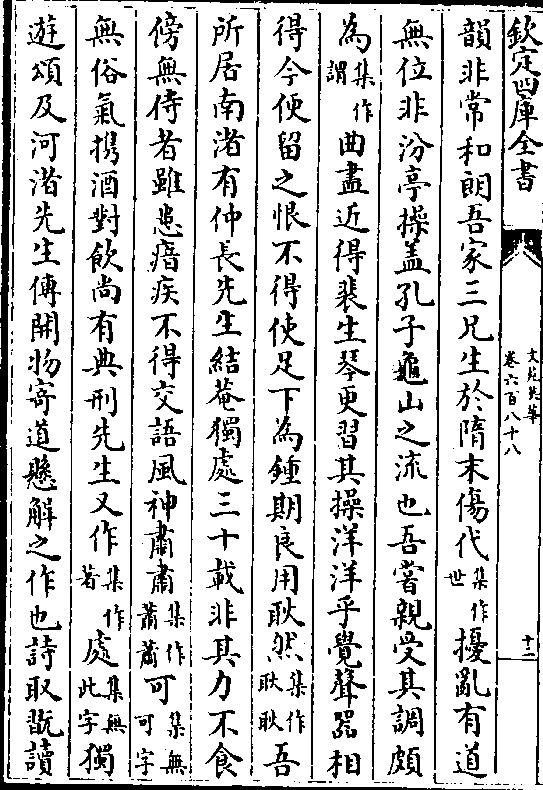 欽定四庫全書
文苑英華
卷六百八十八
十二
韻非常和朗吾家三兄生於隋末傷代集作世擾亂有道
無位非汾亭操盖孔子龜山之流也吾嘗親受其調頗
為集作謂曲盡近得裴生琴更習其操洋洋乎覺聲器相
得今便留之恨不得使足下為鍾期良用耿然集作耿耿吾
所居南渚有仲長先生結菴獨處三十載非其力不食
傍無侍者雖患瘖疾不得交語風神肅肅集作蕭蕭可集無可字
無俗氣携酒對飲尚有典刑先生又作集作著處集無此字獨
遊頌及河渚先生傳開物寄道懸解之作也詩取翫讀